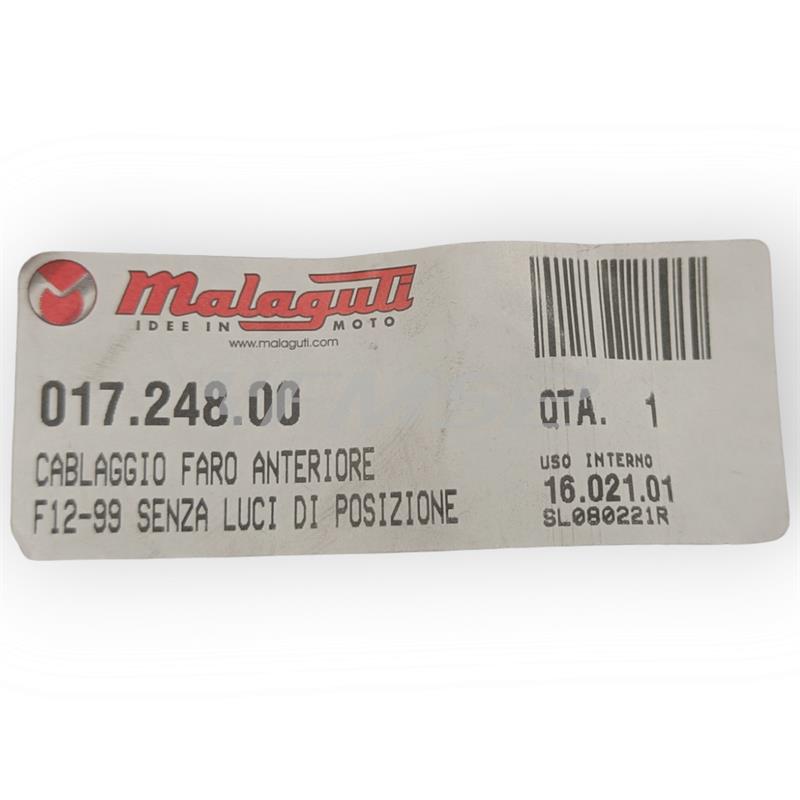 Malaguti
IDEE IN MOTO
www.malaguti.com
017.248.00
CABLAGGIO FARO ANTERIORE
F12-99 SENZA LUCI DI POSIZIONE
QTA. 1
USO INTERNO
16.021.01
SL080221R